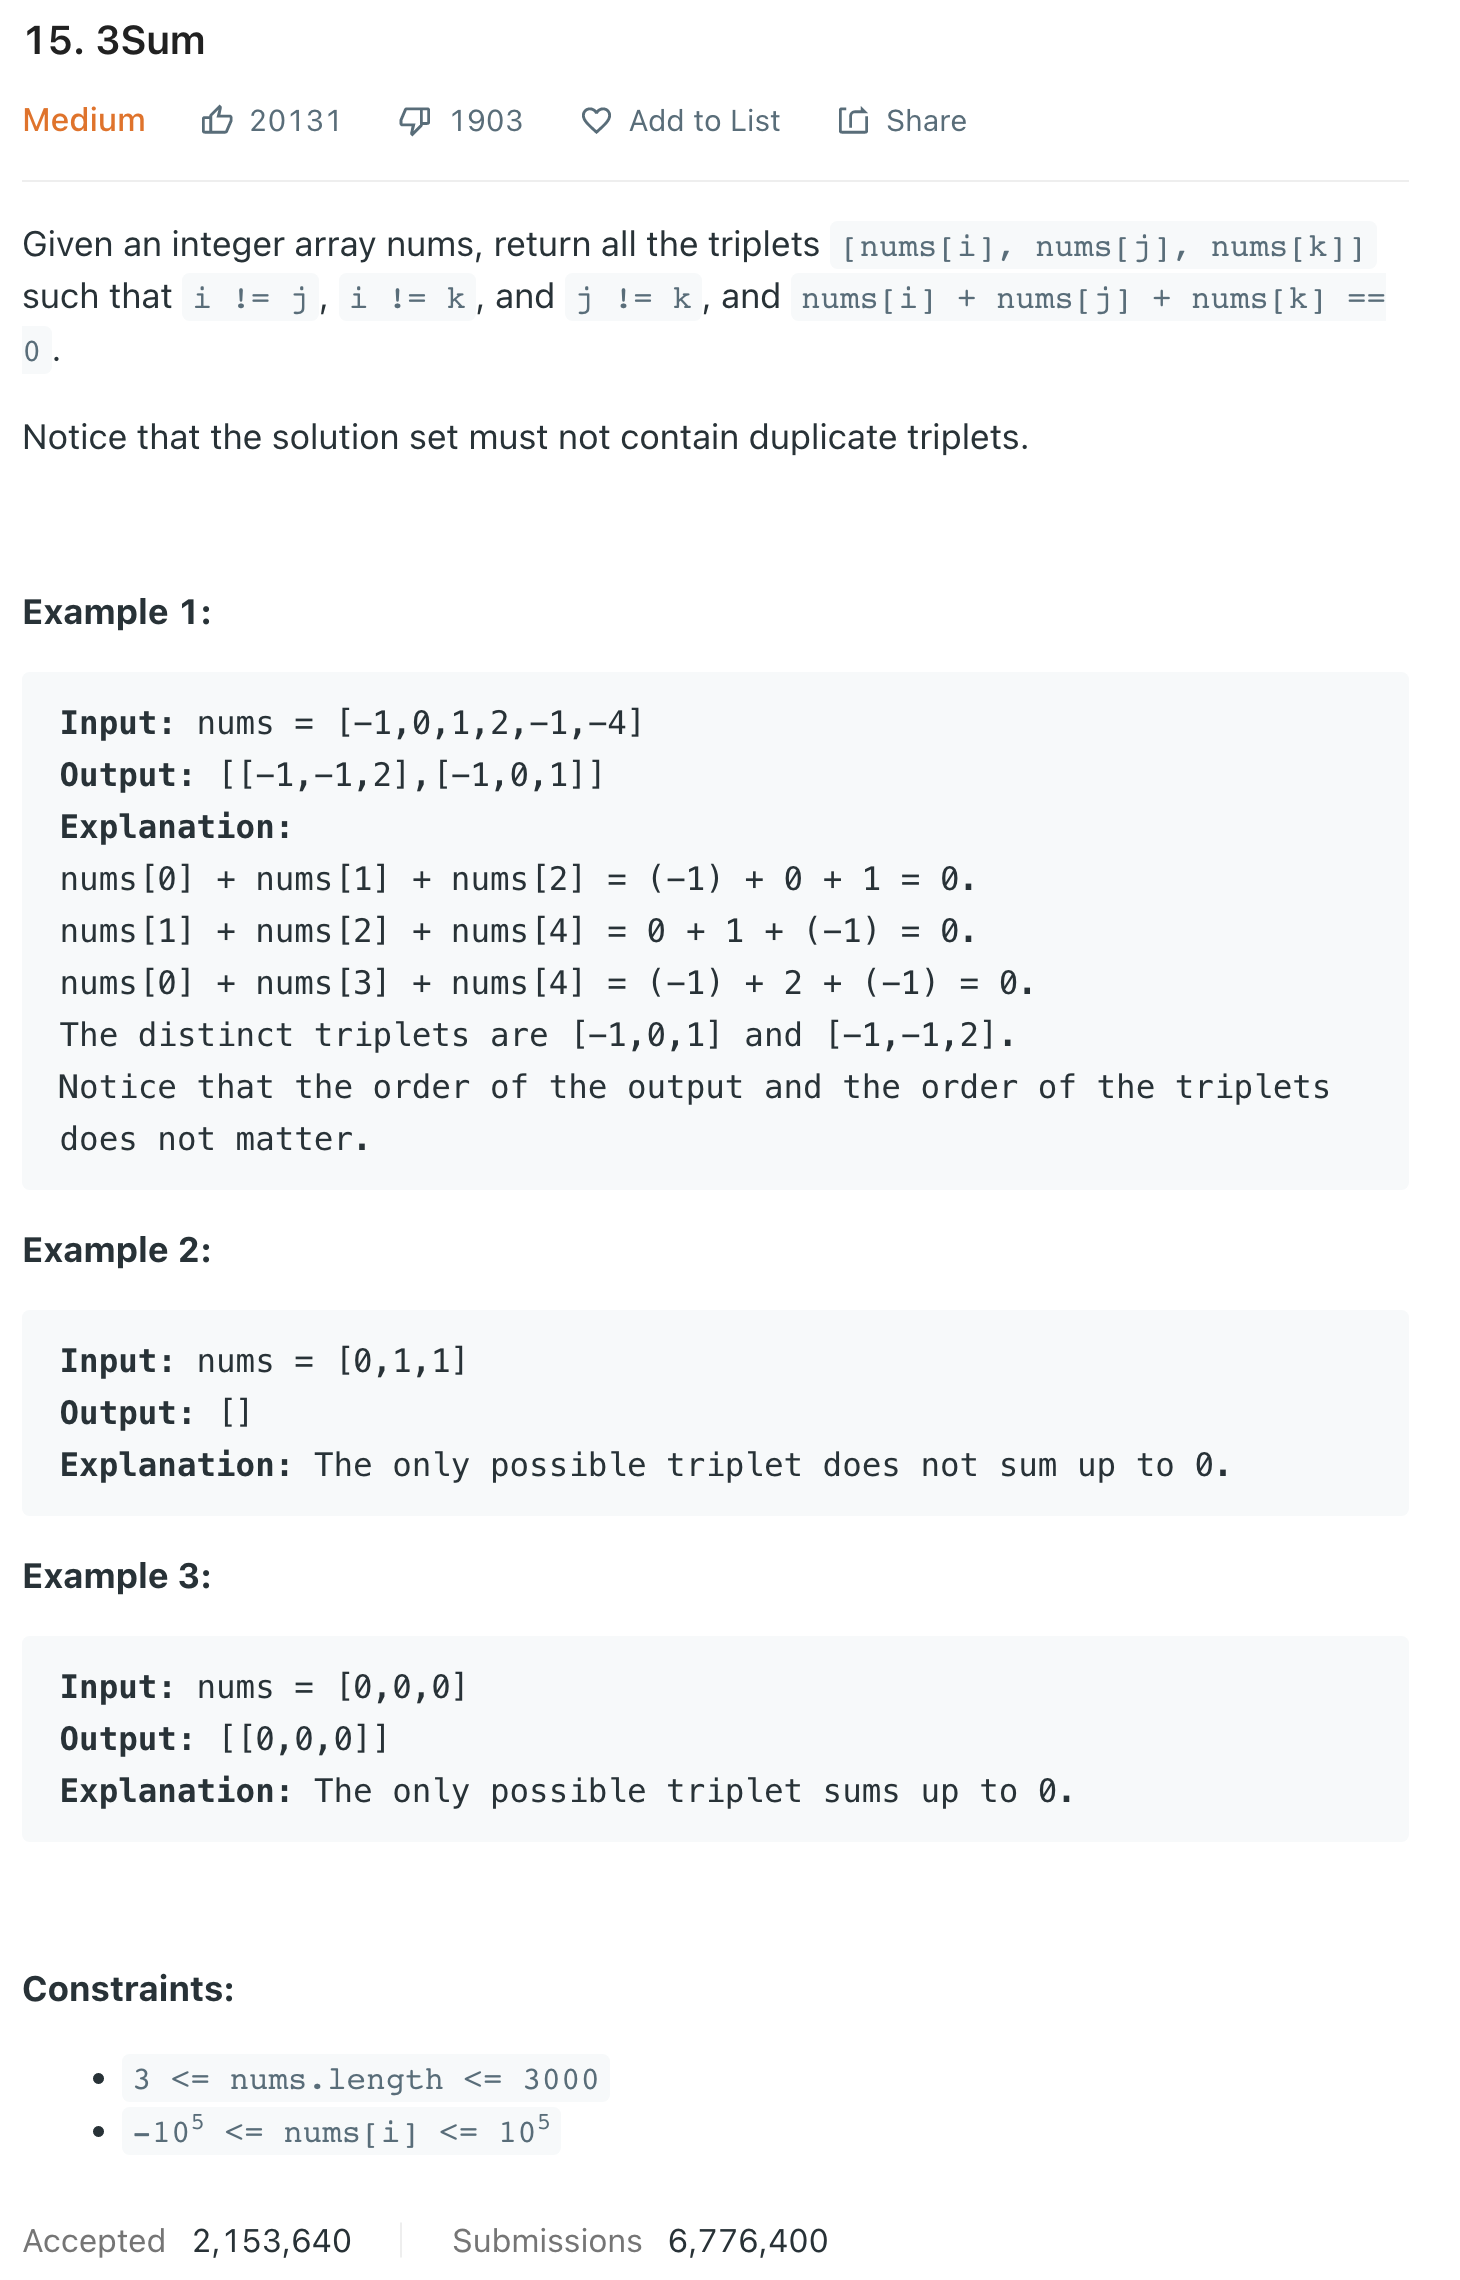 15. 3Sum
Medium 20131 1903 Add to List Share
Given an integer array nums, return all the triplets [nums[i], nums[j], nums[k]]
such that i != j, i != k, and j != k, and nums[i] + nums[j] + nums[k] ==
0.
Notice that the solution set must not contain duplicate triplets.
Example 1:
Input: nums = [-1,0,1,2,-1,-4]
Output: [[-1,-1,2],[-1,0,1]]
Explanation:
nums[0] + nums[1] + nums[2] = (-1) + 0 + 1 = 0.
nums[1] + nums[2] + nums[4] = 0 + 1 + (-1) = 0.
nums[0] + nums[3] + nums[4] = (-1) + 2 + (-1) = 0.
The distinct triplets are [-1,0,1] and [-1,-1,2].
Notice that the order of the output and the order of the triplets
does not matter.
Example 2:
Input: nums = [0,1,1]
Output: []
Explanation: The only possible triplet does not sum up to 0.
Example 3:
Input: nums = [0,0,0]
Output: [[0,0,0]]
Explanation: The only possible triplet sums up to 0.
Constraints:
• 3 <= nums.length <= 3000
• -10⁵ <= nums[i] <= 10⁵
Accepted 2,153,640 Submissions 6,776,400